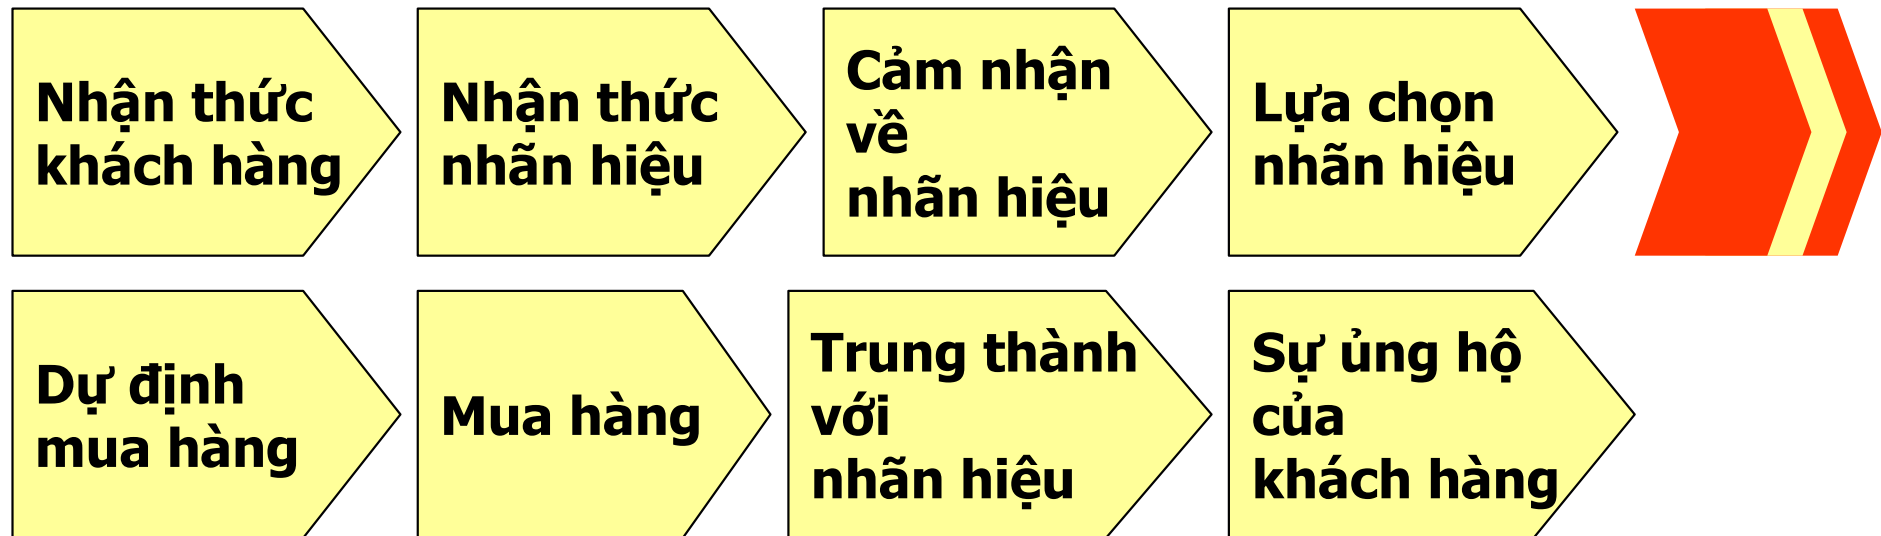 Nhận thức
khách hàng
Nhận thức
nhãn hiệu
Cảm nhận
về
nhãn hiệu
Lựa chọn
nhãn hiệu
Dự định
mua hàng
Mua hàng
Trung thành
với
nhãn hiệu
Sự ủng hộ
của
khách hàng